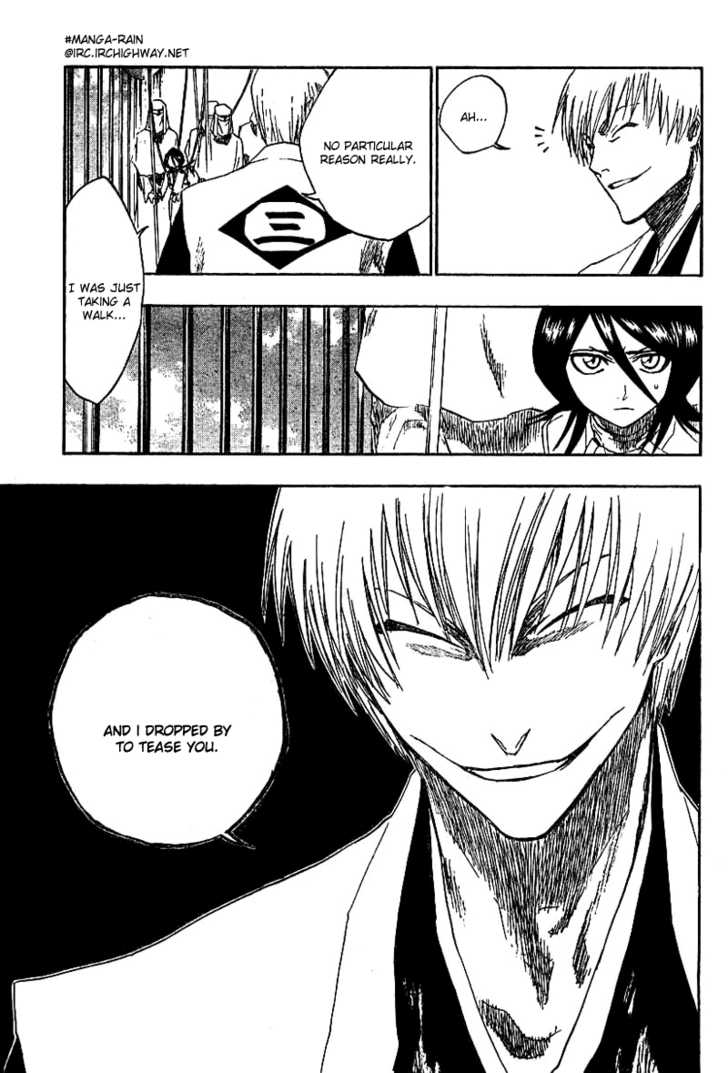 #MANGA-RAIN
@IRC.IRCHIGHWAY.NET
AH...
NO PARTICULAR
REASON REALLY.
三
I WAS JUST
TAKING A
WALK...
AND I DROPPED BY
TO TEASE YOU.